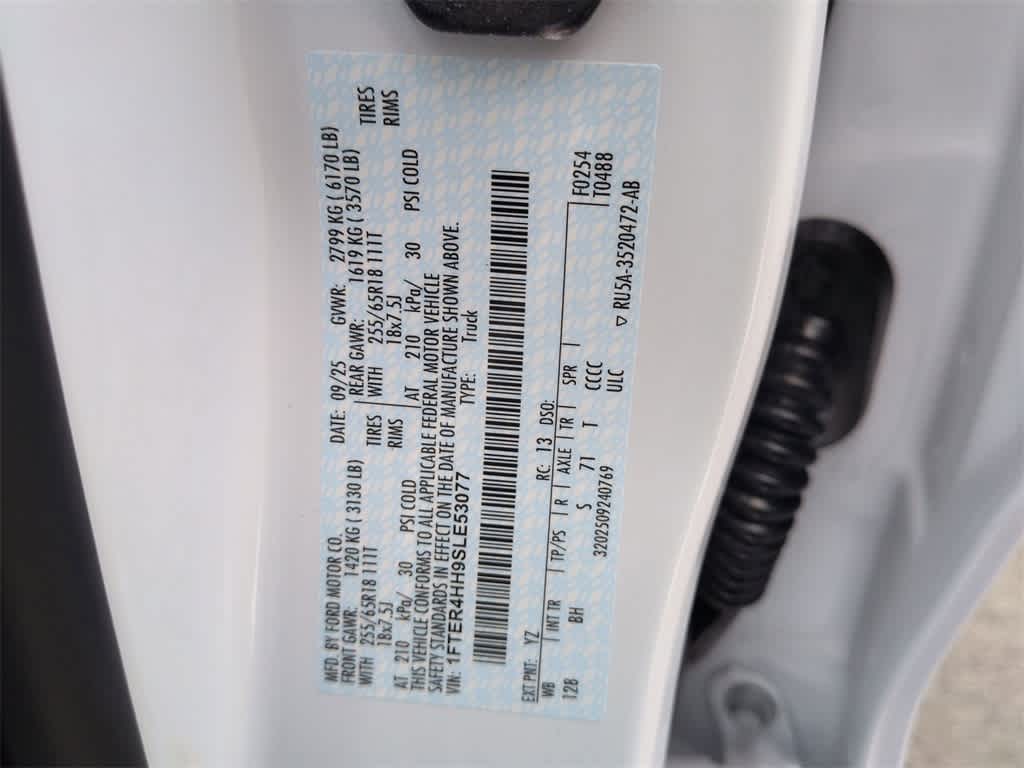 MFD. BY FORD MOTOR CO. DATE: 09/25 GVWR: 2799 KG ( 6170 LB)
FRONT GAWR: 1420 KG ( 3130 LB) REAR GAWR: 1619 KG ( 3570 LB)
WITH 255/65R18 111T TIRES WITH 255/65R18 111T TIRES
18x7.5J RIMS 18x7.5J RIMS
AT 210 kPa/ 30 PSI COLD AT 210 kPa/ 30 PSI COLD
THIS VEHICLE CONFORMS TO ALL APPLICABLE FEDERAL MOTOR VEHICLE
SAFETY STANDARDS IN EFFECT ON THE DATE OF MANUFACTURE SHOWN ABOVE.
VIN: 1FTER4HH9SLE53077 TYPE: Truck
EXT PNT: YZ RC: 13 DSO: F0254
WB INT TR TP/PS R AXLE TR SPR T0488
128 BH S 71 T CCCC
3202509240769 ULC ▽ RU5A-3520472-AB